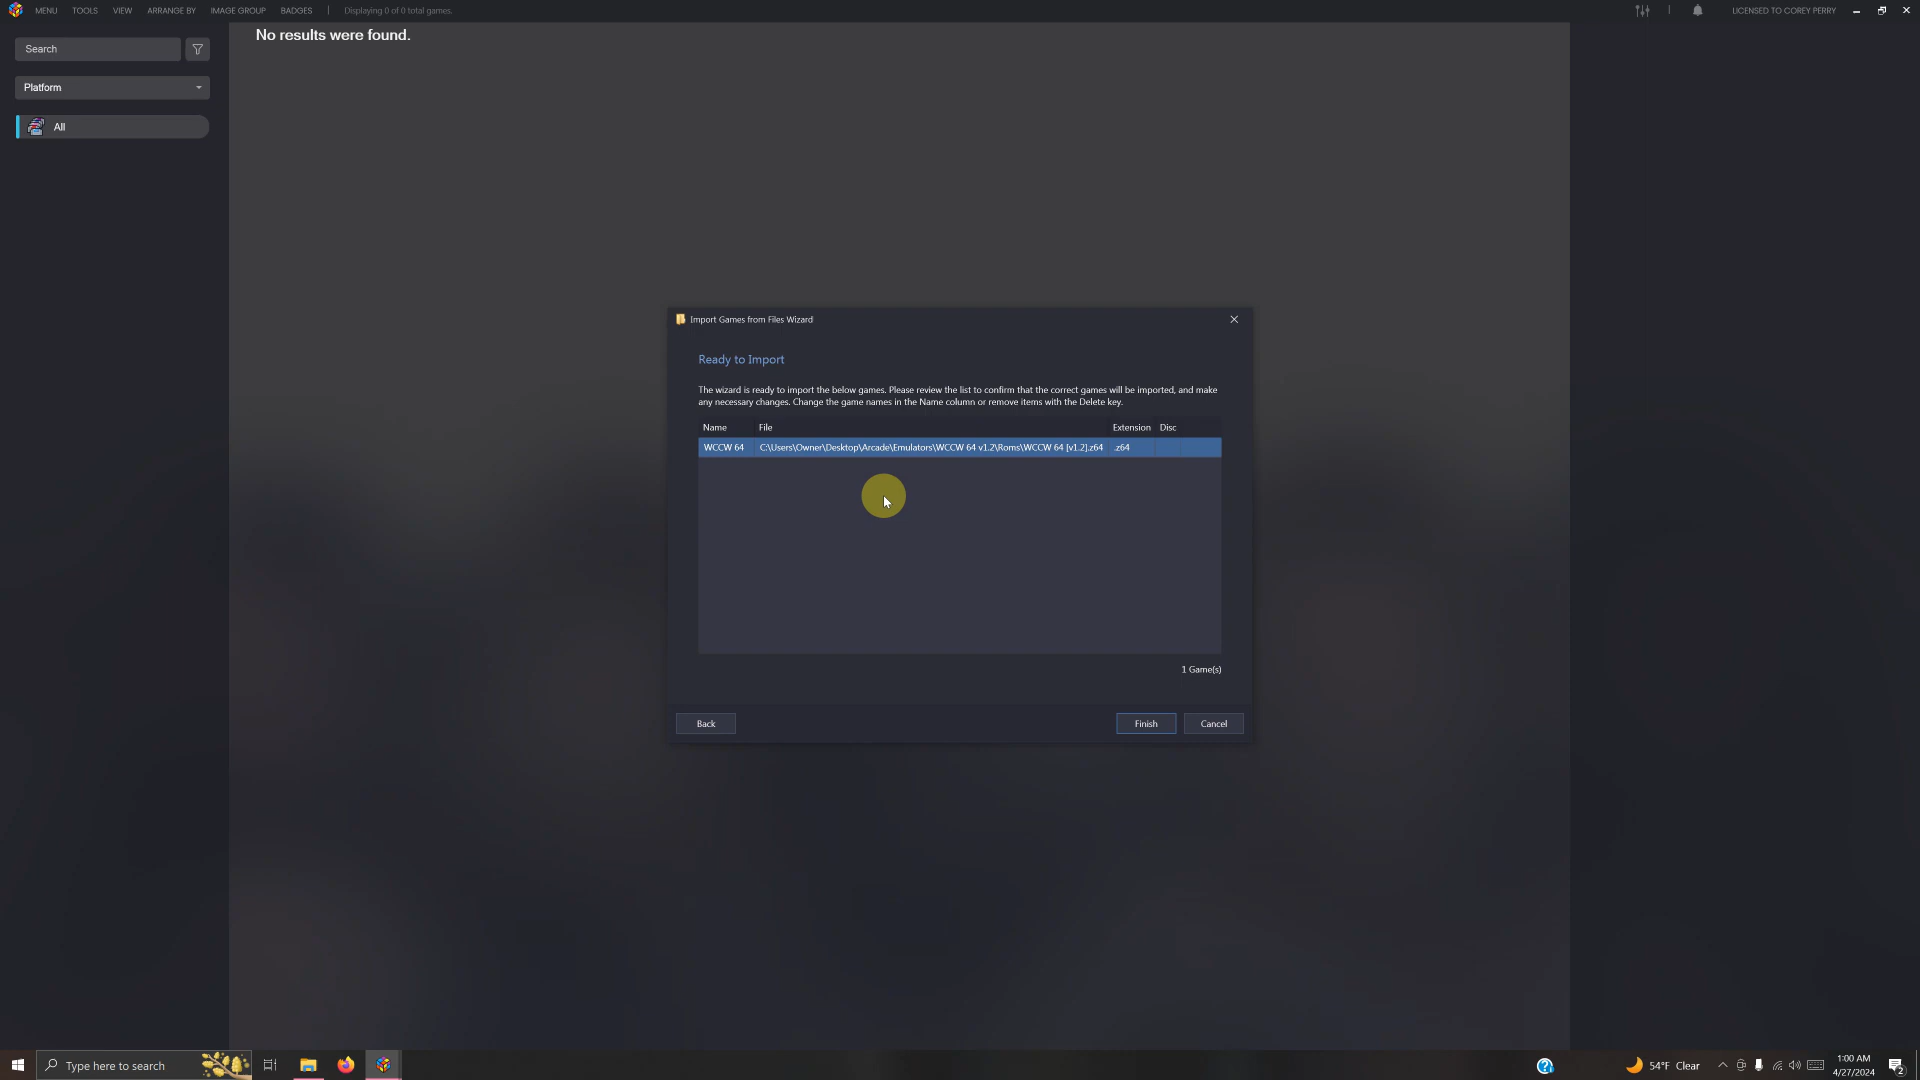 MENU TOOLS VIEW ARRANGE BY IMAGE GROUP BADGES | Displaying 0 of 0 total games. LICENSED TO COREY PERRY
Search
No results were found.
Platform
All
Import Games from Files Wizard
Ready to Import
The wizard is ready to import the below games. Please review the list to confirm that the correct games will be imported, and make
any necessary changes. Change the game names in the Name column or remove items with the Delete key.
Name File Extension Disc
WCCW 64 C:\Users\Owner\Desktop\Arcade\Emulators\WCCW 64 v1.2\Roms\WCCW 64 [v1.2].z64 .z64
1 Game(s)
Back Finish Cancel
Type here to search
54°F Clear
1:00 AM
4/27/2024
2